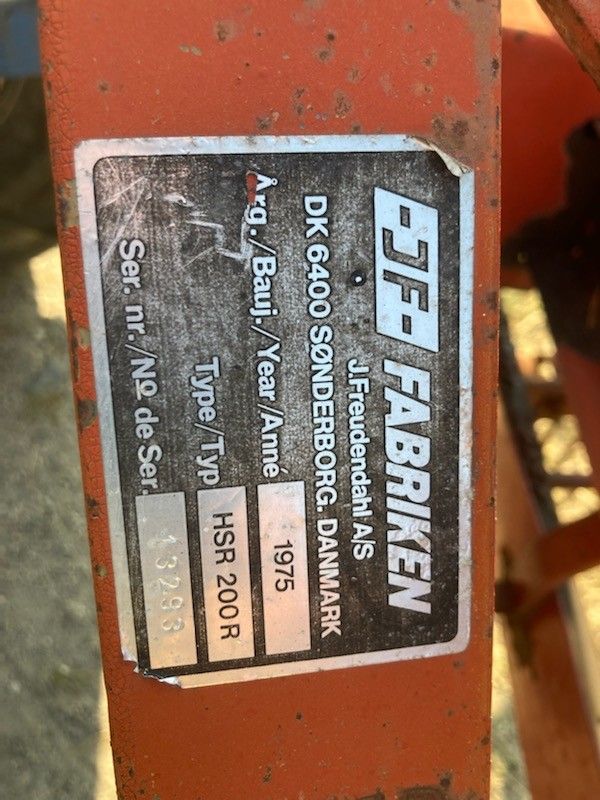 JF FABRIKEN
J. Freudendahl A/S
DK 6400 SØNDERBORG. DANMARK
Årg./Bauj./Year/Anné 1975
Type/Typ HSR 200 R
Ser. nr./No de Ser. 13293